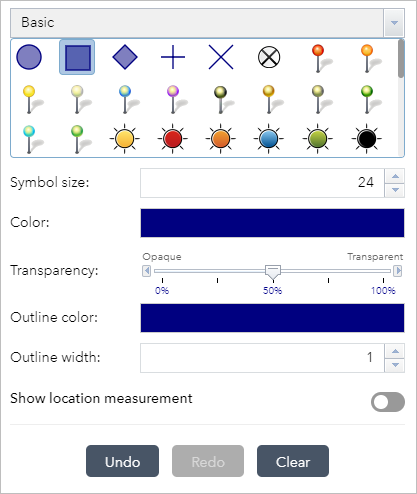 Basic
Symbol size: 24
Color:
Opaque Transparent
Transparency:
0% 50% 100%
Outline color:
Outline width: 1
Show location measurement
Undo Redo Clear